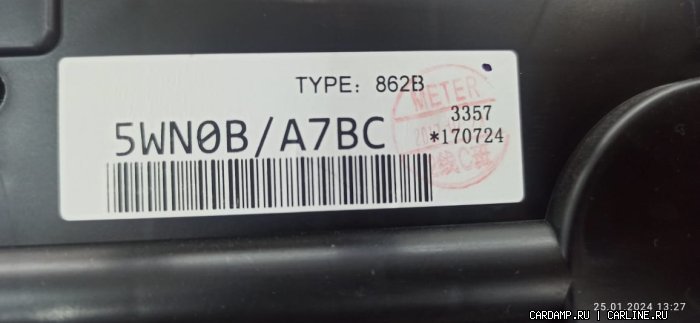 TYPE: 862B
METER
3357
5WN0B/A7BC
*170724
25.01.2024 13:27
CARDAMP.RU | CARLINE.RU